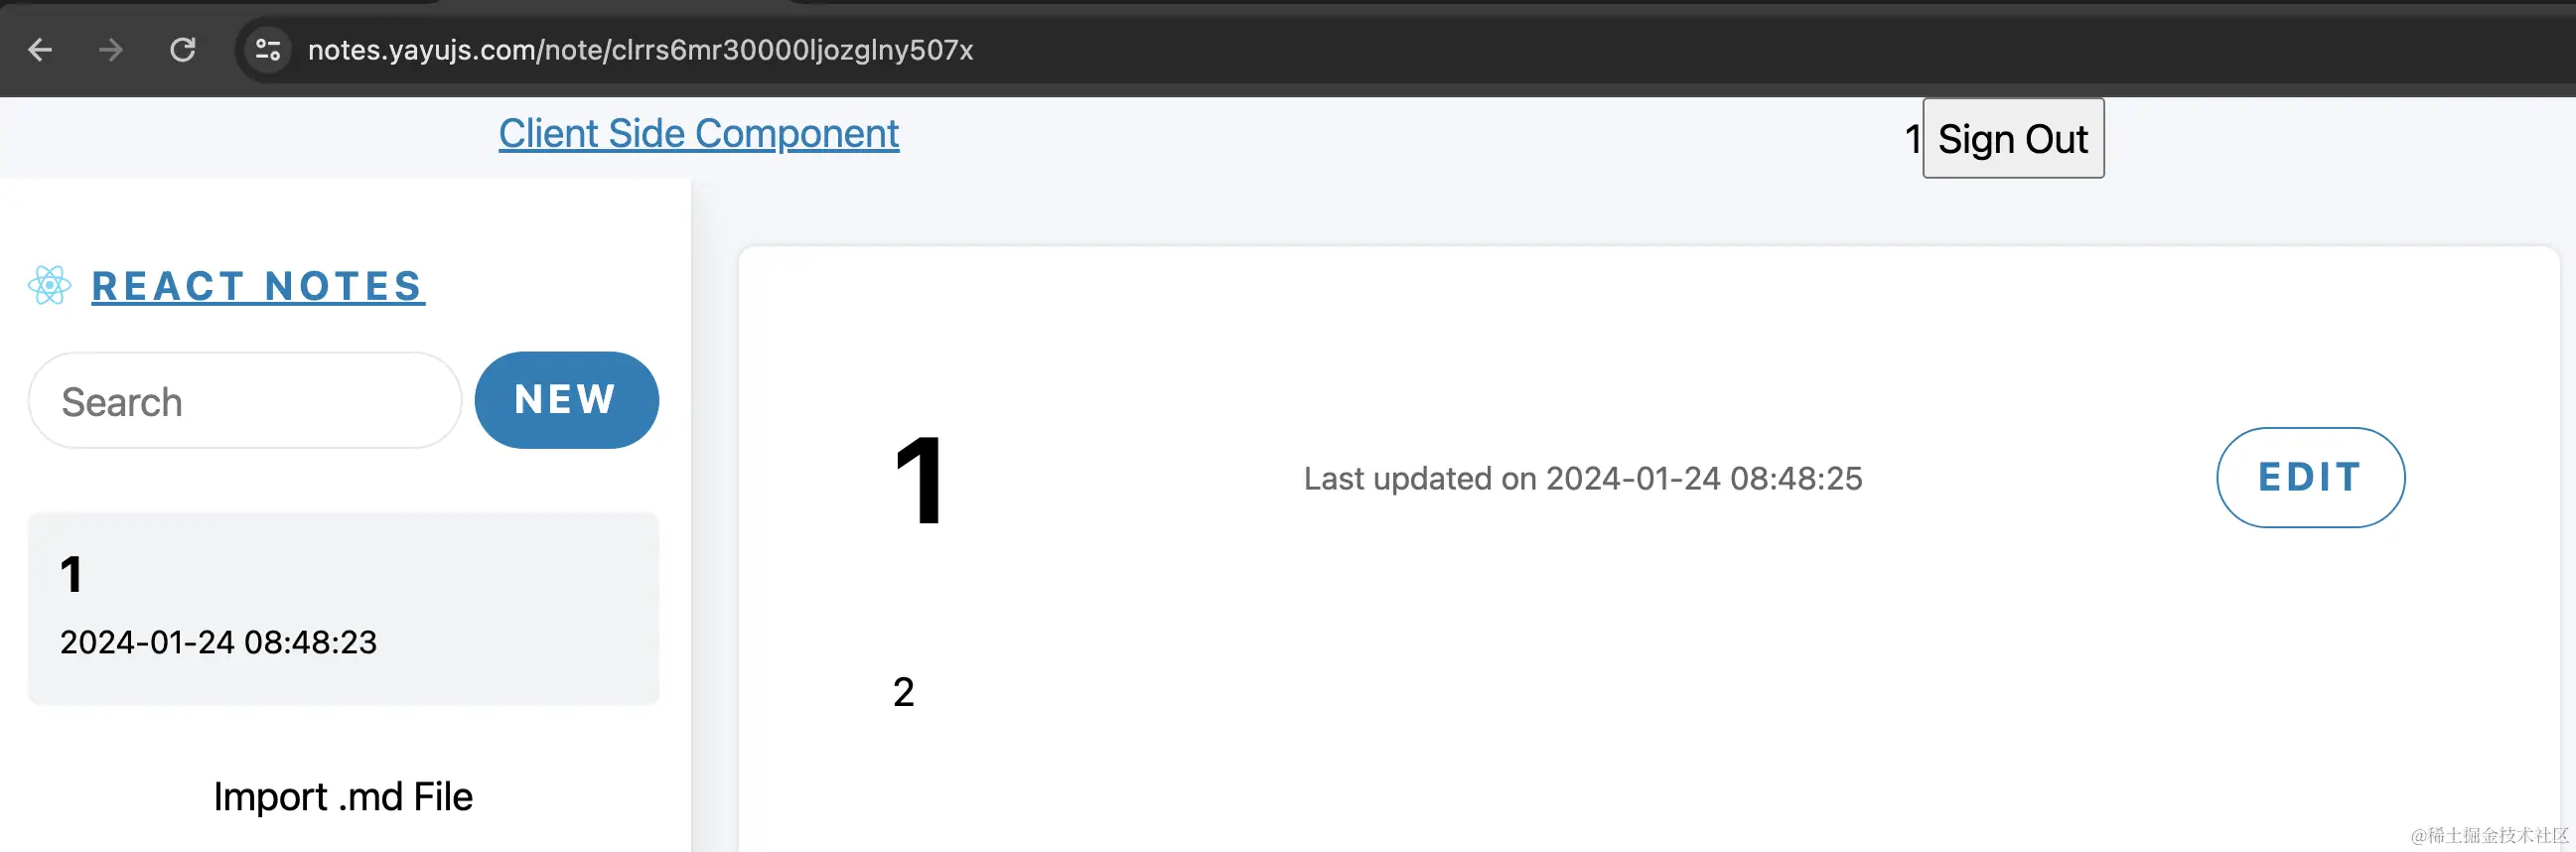 notes.yayujs.com/note/clrrs6mr30000ljozglny507x
Client Side Component
1 Sign Out
REACT NOTES
Search
NEW
1
2024-01-24 08:48:23
Import .md File
1
Last updated on 2024-01-24 08:48:25
EDIT
2
@稀土掘金技术社区